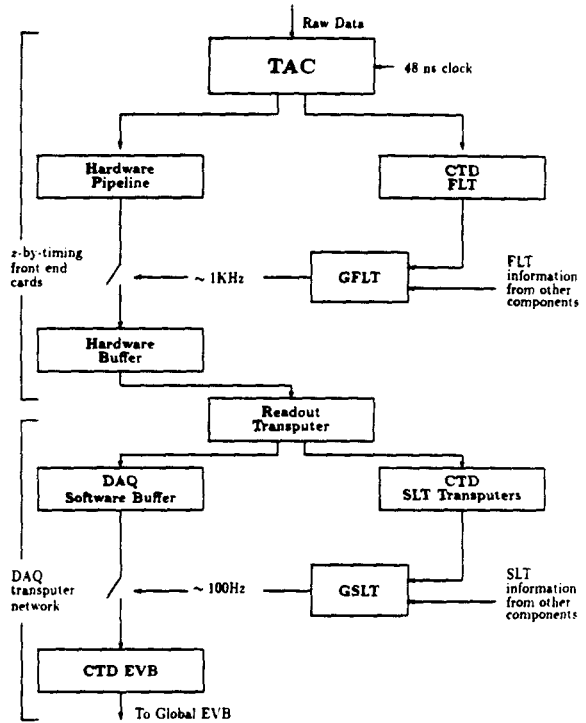 Raw Data
TAC
48 ns clock
Hardware
Pipeline
CTD
FLT
z-by-timing
front end
cards
~ 1KHz
GFLT
FLT
information
from other
components
Hardware
Buffer
Readout
Transputer
DAQ
Software Buffer
CTD
SLT Transputers
DAQ
transputer
network
~ 100Hz
GSLT
SLT
information
from other
components
CTD EVB
To Global EVB